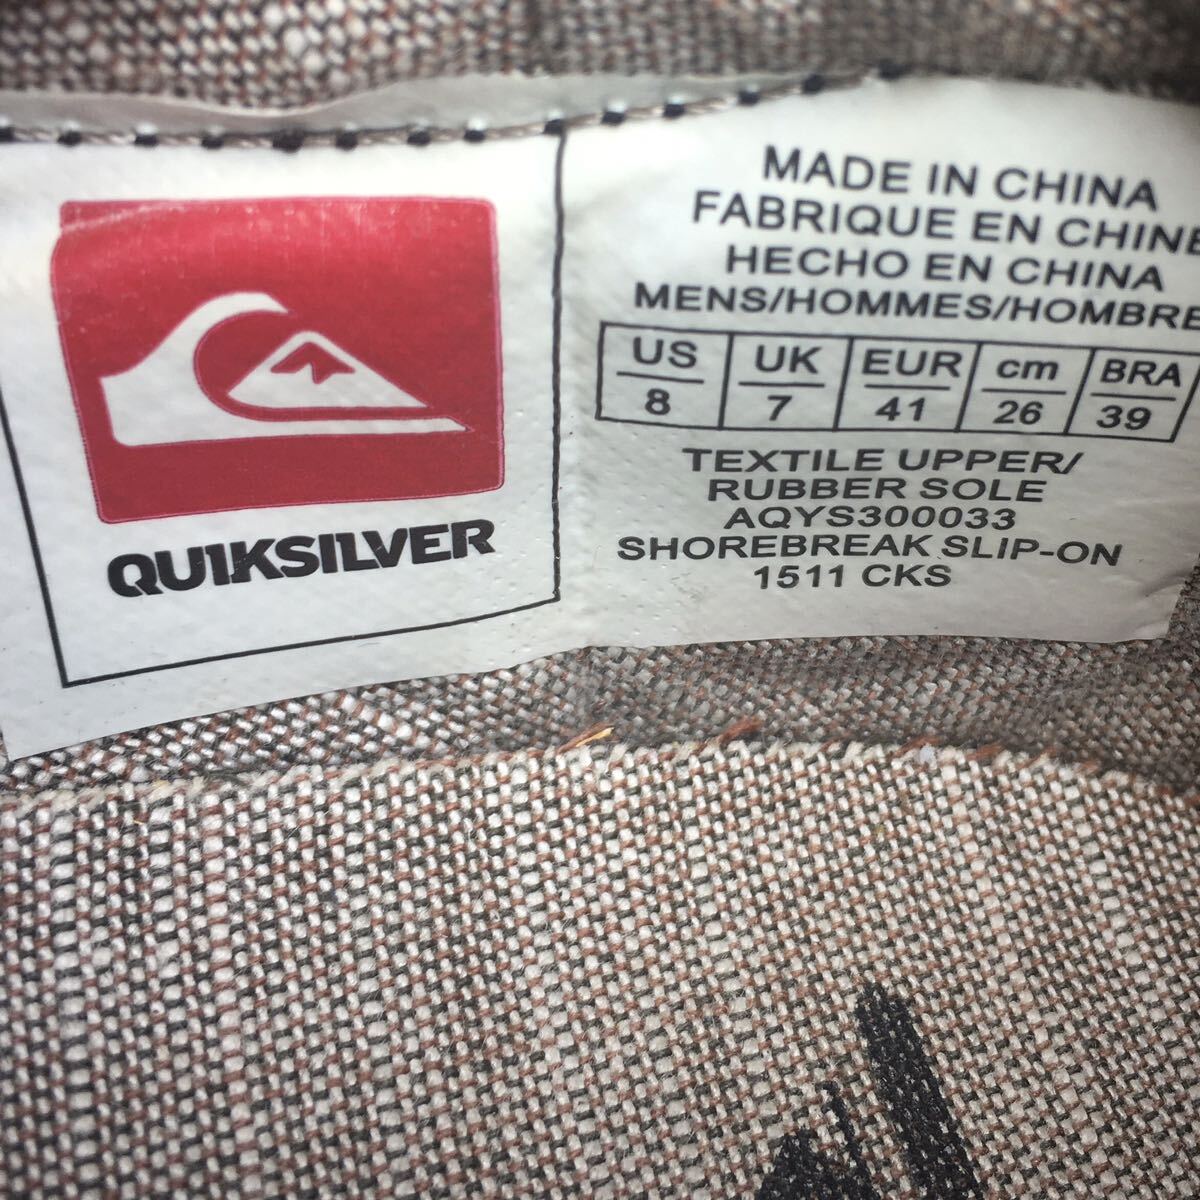 QUIKSILVER
MADE IN CHINA
FABRIQUE EN CHINE
HECHO EN CHINA
MENS/HOMMES/HOMBRE
US UK EUR cm BRA
8 7 41 26 39
TEXTILE UPPER/
RUBBER SOLE
AQYS300033
SHOREBREAK SLIP-ON
1511 CKS